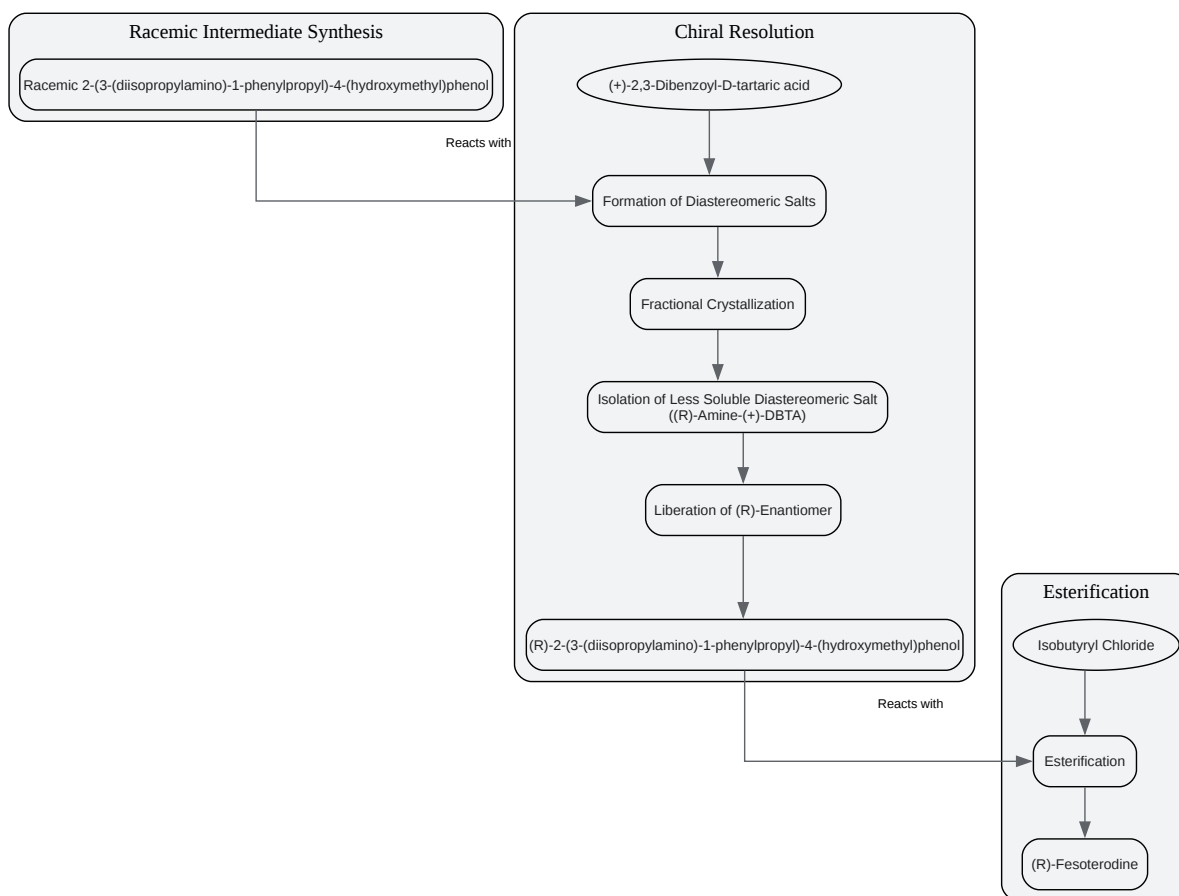 Racemic Intermediate Synthesis
Racemic 2-(3-(diisopropylamino)-1-phenylpropyl)-4-(hydroxymethyl)phenol
Reacts with
Chiral Resolution
(+)-2,3-Dibenzoyl-D-tartaric acid
Formation of Diastereomeric Salts
Fractional Crystallization
Isolation of Less Soluble Diastereomeric Salt
((R)-Amine-(+)-DBTA)
Liberation of (R)-Enantiomer
(R)-2-(3-(diisopropylamino)-1-phenylpropyl)-4-(hydroxymethyl)phenol
Reacts with
Esterification
Isobutyryl Chloride
Esterification
(R)-Fesoterodine